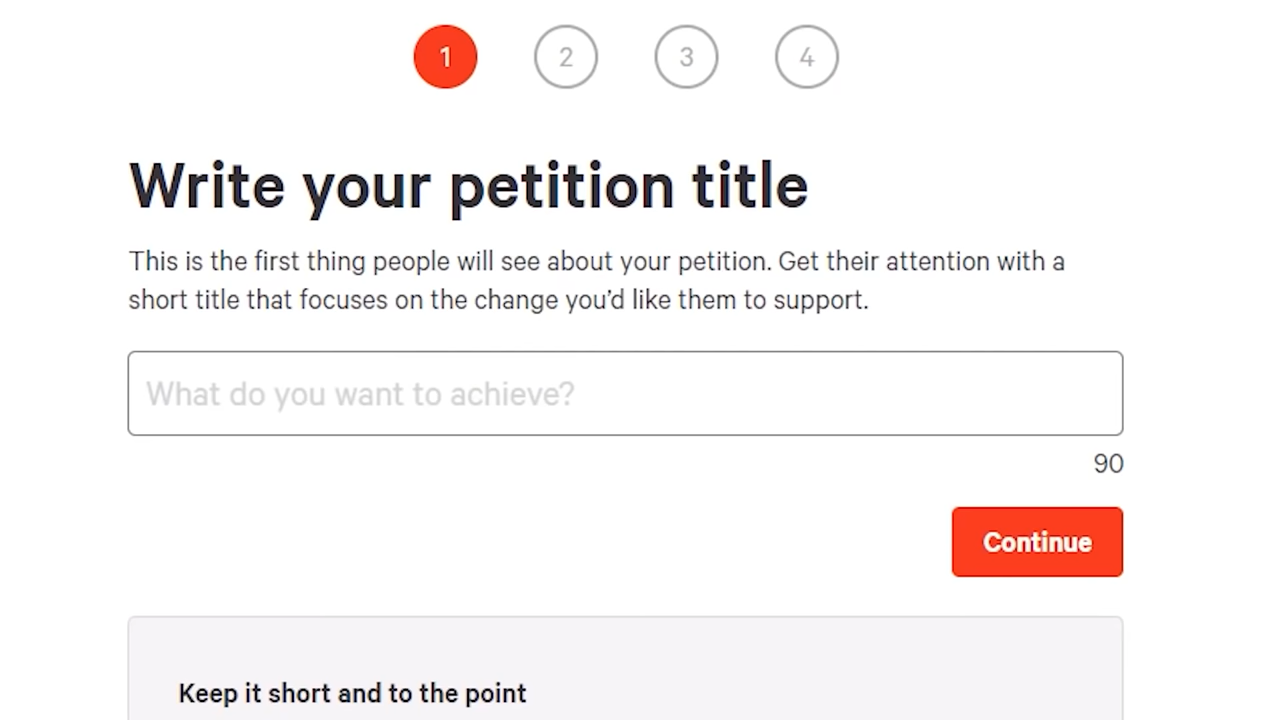 1 2 3 4
Write your petition title
This is the first thing people will see about your petition. Get their attention with a
short title that focuses on the change you’d like them to support.
What do you want to achieve?
90
Continue
Keep it short and to the point